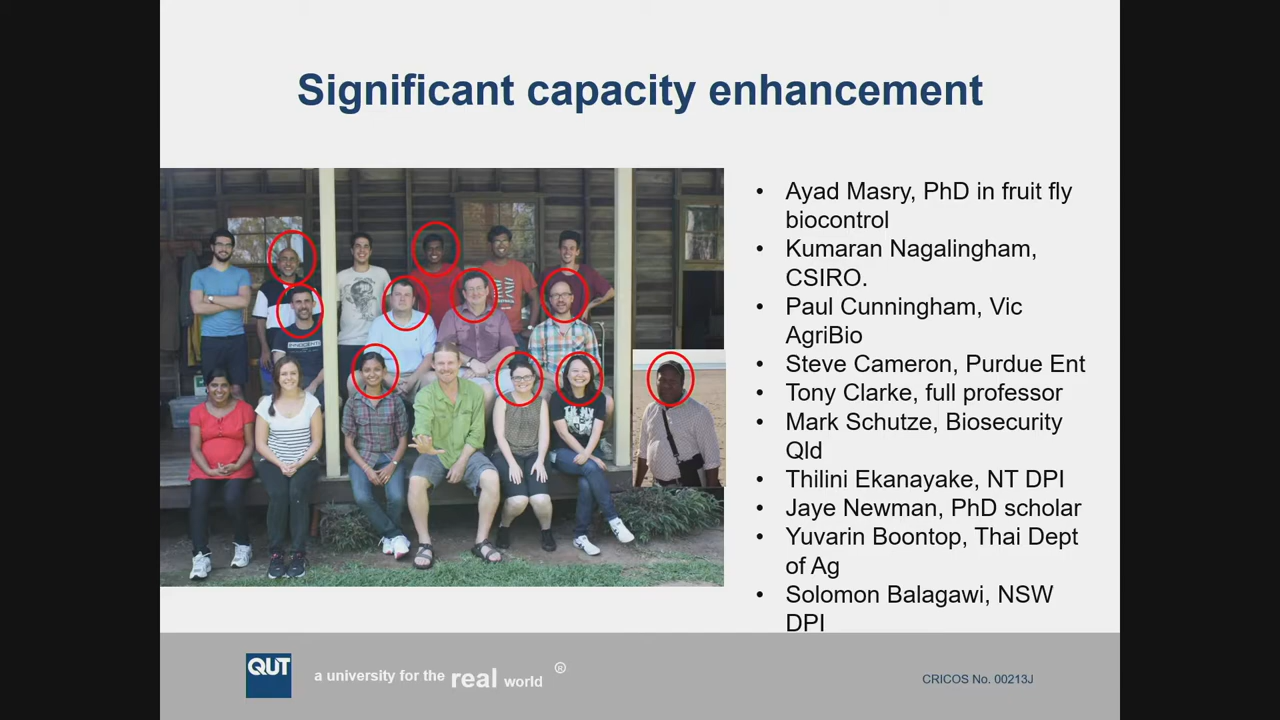 Significant capacity enhancement
• Ayad Masry, PhD in fruit fly
biocontrol
• Kumaran Nagalingham,
CSIRO.
• Paul Cunningham, Vic
AgriBio
• Steve Cameron, Purdue Ent
• Tony Clarke, full professor
• Mark Schutze, Biosecurity
Qld
• Thilini Ekanayake, NT DPI
• Jaye Newman, PhD scholar
• Yuvarin Boontop, Thai Dept
of Ag
• Solomon Balagawi, NSW
DPI
QUT
a university for the real world ®
CRICOS No. 00213J